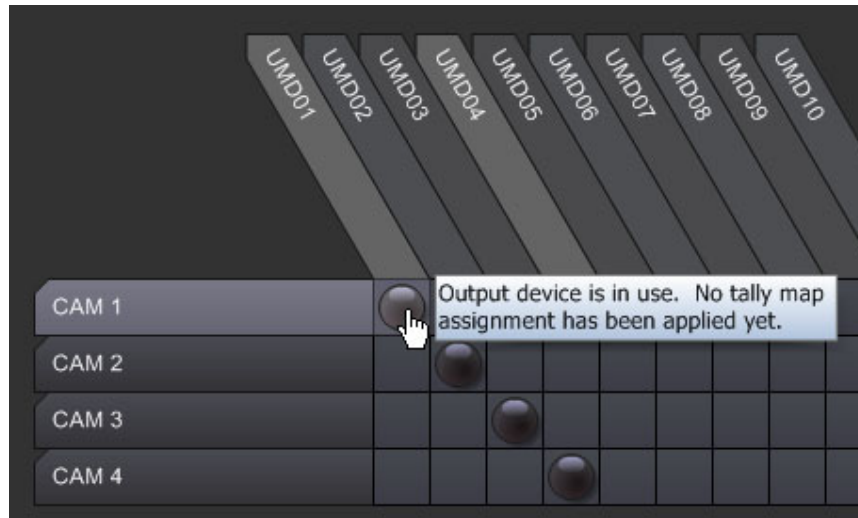 UMD01
UMD02
UMD03
UMD04
UMD05
UMD06
UMD07
UMD08
UMD09
UMD10
CAM 1
Output device is in use. No tally map
assignment has been applied yet.
CAM 2
CAM 3
CAM 4